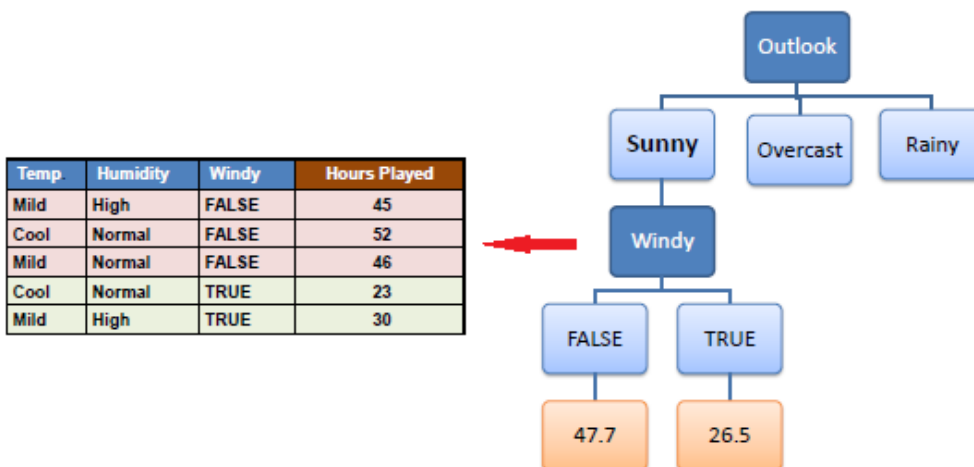 Temp. Humidity Windy Hours Played
Mild High FALSE 45
Cool Normal FALSE 52
Mild Normal FALSE 46
Cool Normal TRUE 23
Mild High TRUE 30
Outlook
Sunny Overcast Rainy
Windy
FALSE TRUE
47.7 26.5